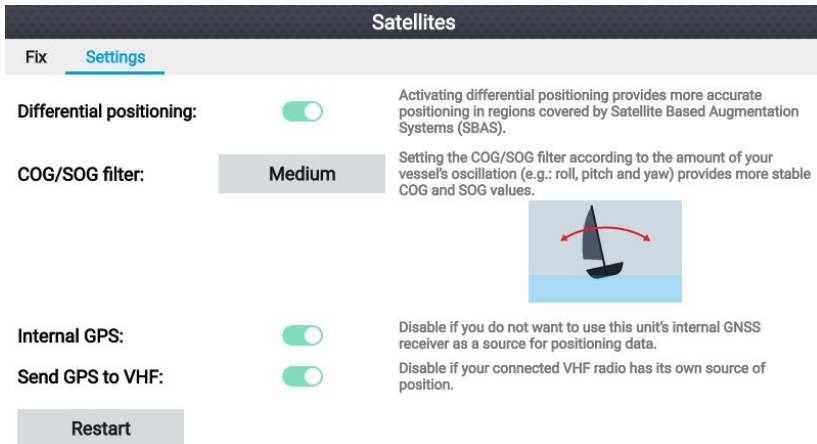 Satellites
Fix Settings
Differential positioning:
Activating differential positioning provides more accurate
positioning in regions covered by Satellite Based Augmentation
Systems (SBAS).
COG/SOG filter:
Medium
Setting the COG/SOG filter according to the amount of your
vessel's oscillation (e.g.: roll, pitch and yaw) provides more stable
COG and SOG values.
Internal GPS:
Disable if you do not want to use this unit's internal GNSS
receiver as a source for positioning data.
Send GPS to VHF:
Disable if your connected VHF radio has its own source of
position.
Restart